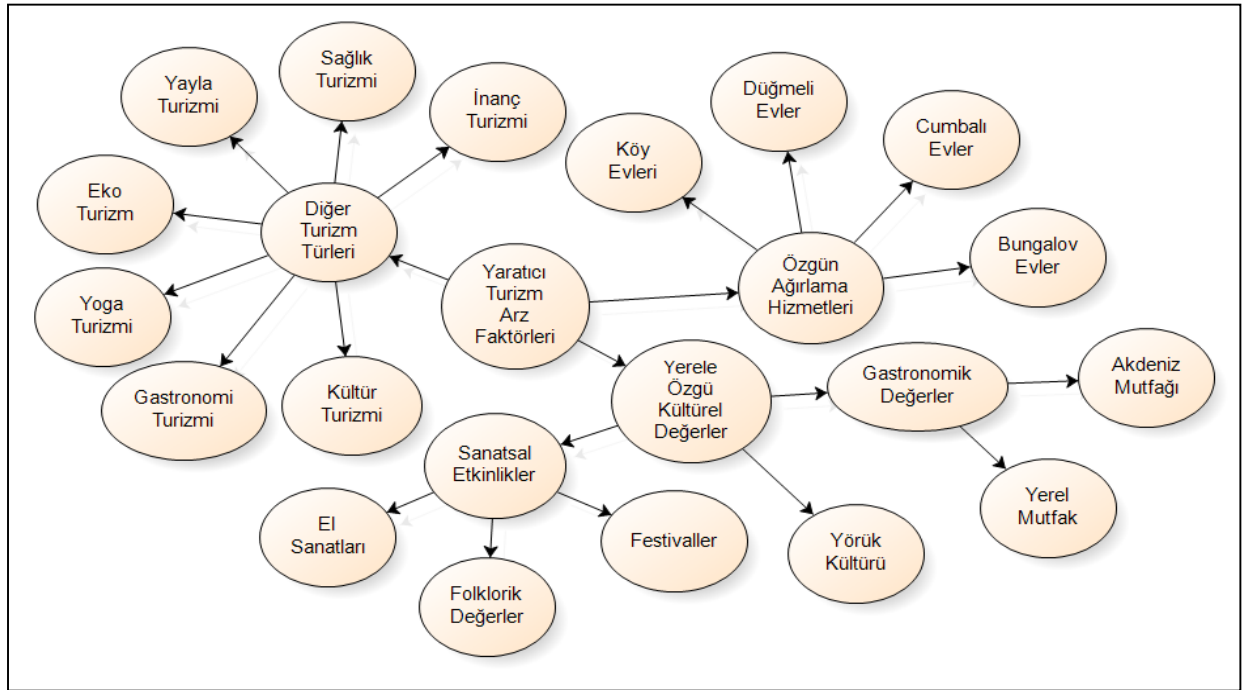 Sağlık
Turizmi
Yayla
Turizmi
İnanç
Turizmi
Düğmeli
Evler
Cumbalı
Evler
Köy
Evleri
Eko
Turizm
Diğer
Turizm
Türleri
Bungalov
Evler
Özgün
Ağırlama
Hizmetleri
Yaratıcı
Turizm
Arz
Faktörleri
Yoga
Turizmi
Gastronomi
Turizmi
Kültür
Turizmi
Yerele
Özgü
Kültürel
Değerler
Gastronomik
Değerler
Akdeniz
Mutfağı
Sanatsal
Etkinlikler
Yerel
Mutfak
El
Sanatları
Festivaller
Yörük
Kültürü
Folklorik
Değerler